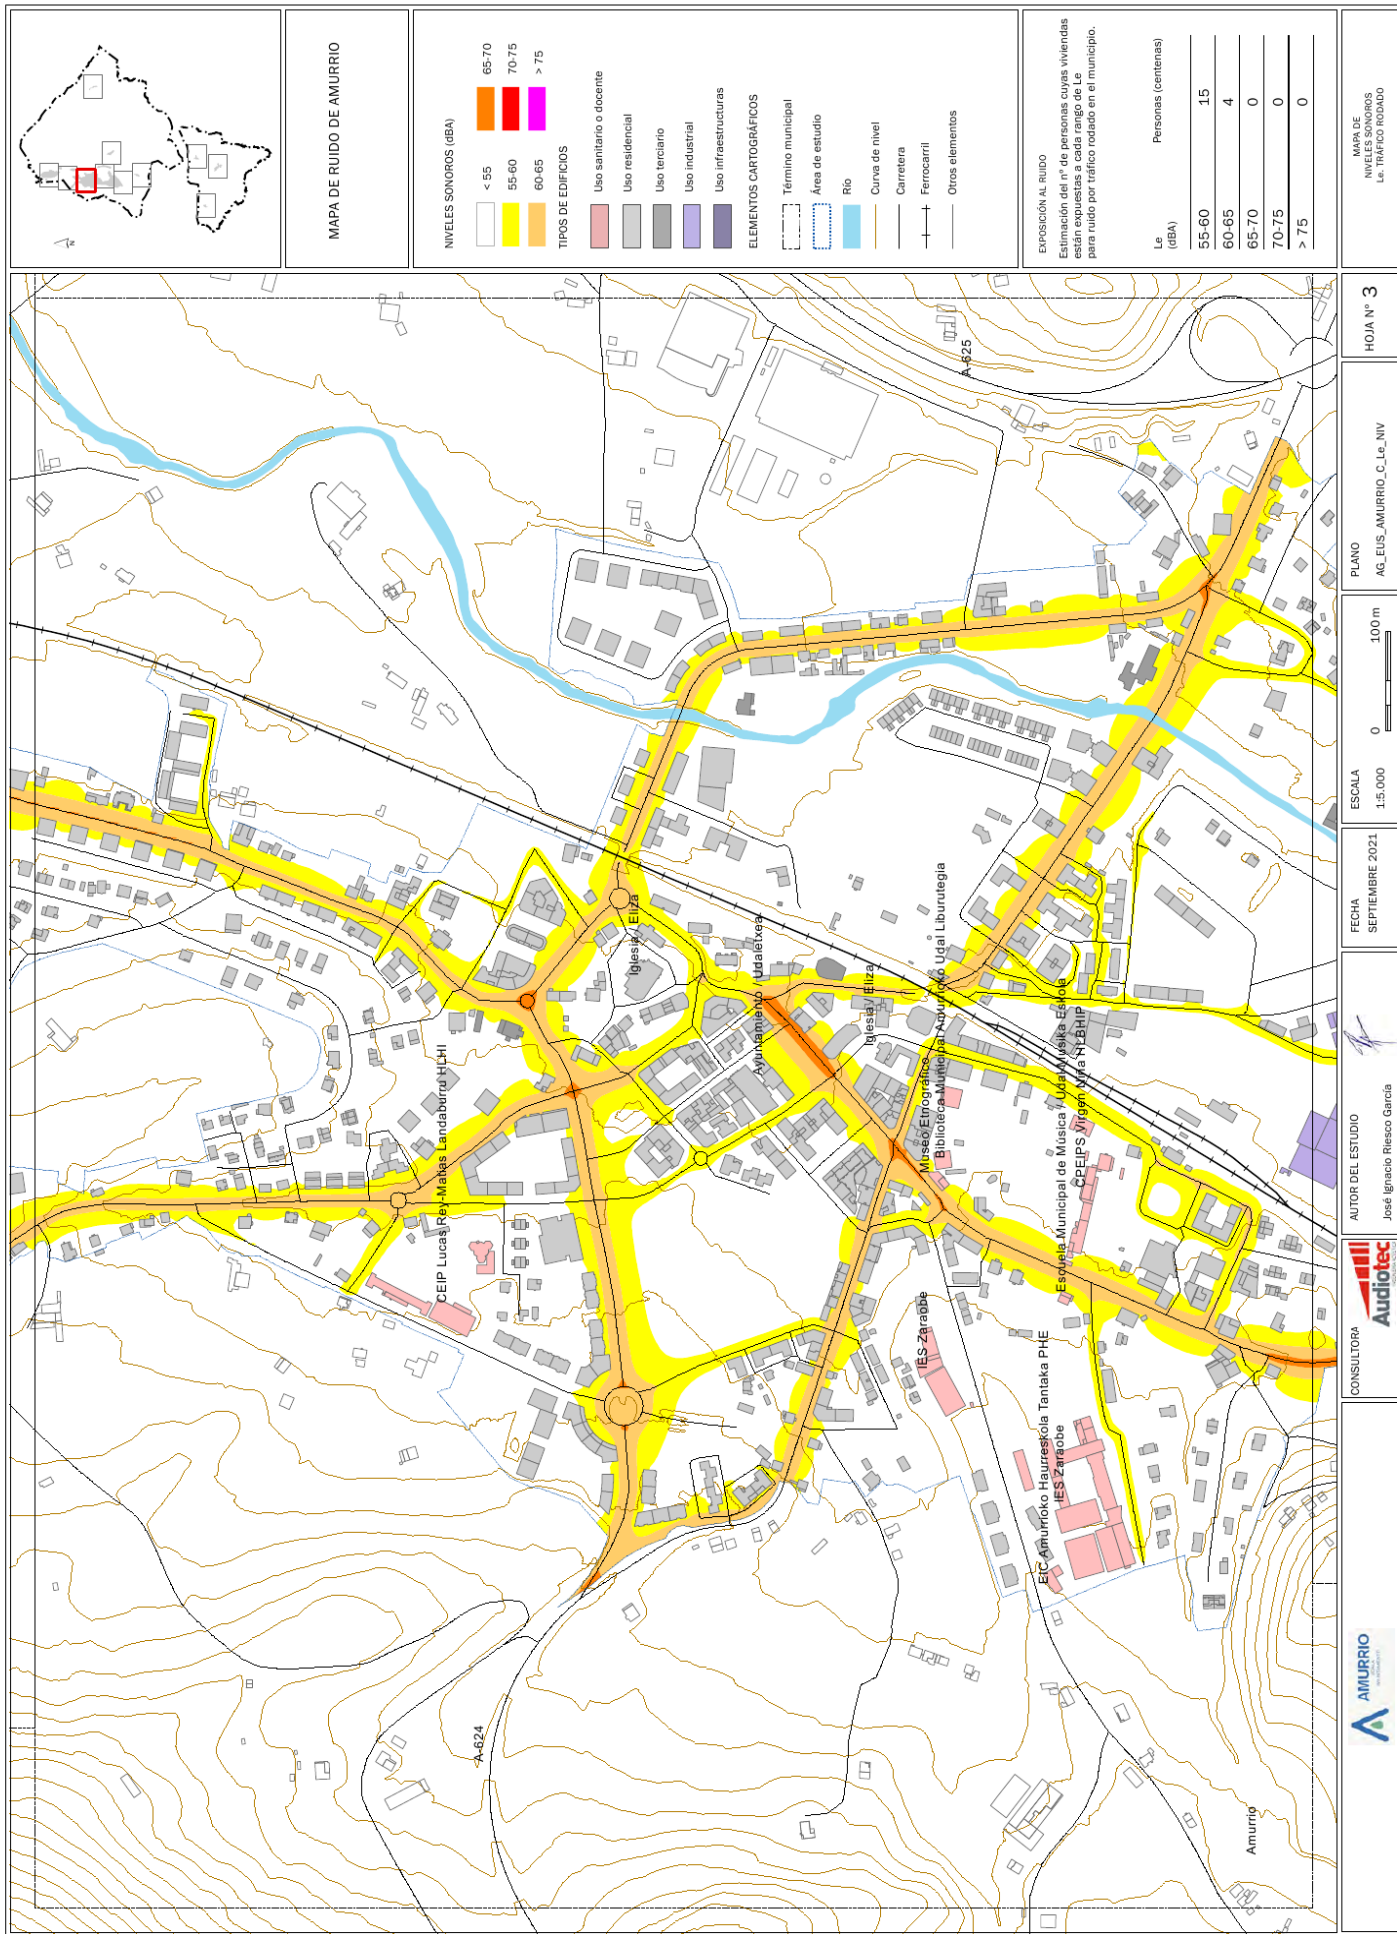 MAPA DE RUIDO DE AMURRIO
NIVELES SONOROS (dBA)
< 55
55-60
60-65
65-70
70-75
> 75
TIPOS DE EDIFICIOS
Uso sanitario o docente
Uso residencial
Uso terciario
Uso industrial
Uso infraestructuras
ELEMENTOS CARTOGRÁFICOS
Término municipal
Área de estudio
Río
Curva de nivel
Carretera
Ferrocarril
Otros elementos
EXPOSICIÓN AL RUIDO
Estimación del nº de personas cuyas viviendas
están expuestas a cada rango de Le
para ruido por tráfico rodado en el municipio.
Le Personas (centenas)
(dBA)
55-60 15
60-65 4
65-70 0
70-75 0
> 75 0
MAPA DE
NIVELES SONOROS
Le. TRÁFICO RODADO
N
CEIP Lucas Rey-Matías Landaburu HLHI
Iglesia / Eliza
Ayuntamiento / Udaletxea
Iglesia / Eliza
Museo Etnográfico
Biblioteca Municipal Amurrioko Udal Liburutegia
Escuela Municipal de Música / Udal Musika Eskola
CPEIPS Virgen Niña HLBHIP
IES Zaraobe
EIC Amurrioko Haurreskola Tantaka PHE
IES Zaraobe
A-625
A-624
Amurrio
AMURRIO
CONSULTORA
Audiotec
AUTOR DEL ESTUDIO
José Ignacio Riesco García
FECHA
SEPTIEMBRE 2021
ESCALA
1:5.000
0 100 m
PLANO
AG_EUS_AMURRIO_C_Le_NIV
HOJA Nº 3